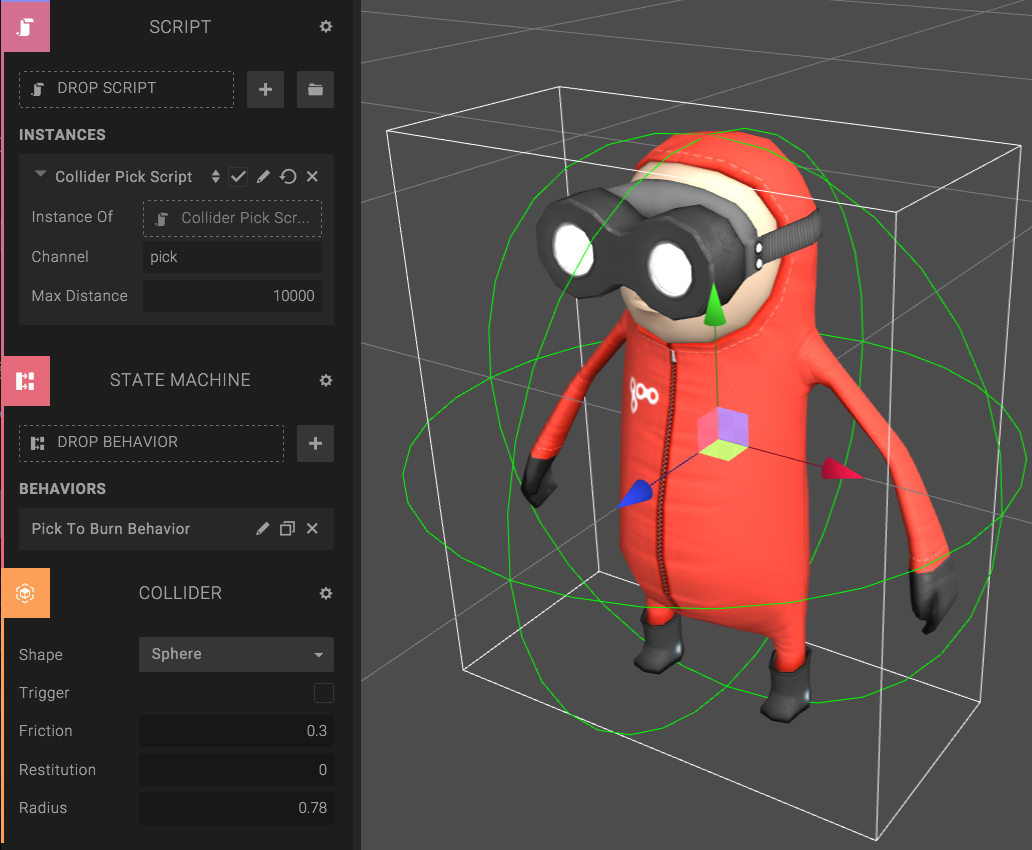 SCRIPT
DROP SCRIPT
INSTANCES
Collider Pick Script
Instance Of Collider Pick Scr...
Channel pick
Max Distance 10000
STATE MACHINE
DROP BEHAVIOR
BEHAVIORS
Pick To Burn Behavior
COLLIDER
Shape Sphere
Trigger
Friction 0.3
Restitution 0
Radius 0.78
goo